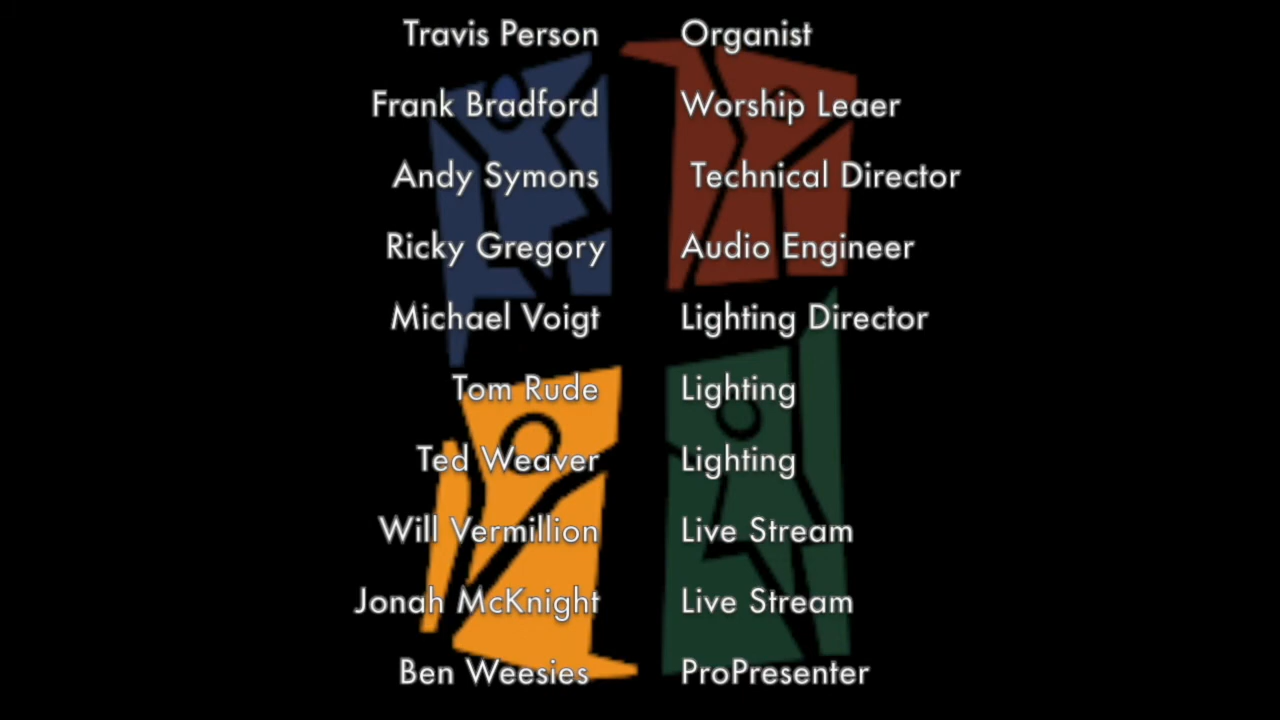 Travis Person Organist
Frank Bradford Worship Leaer
Andy Symons Technical Director
Ricky Gregory Audio Engineer
Michael Voigt Lighting Director
Tom Rude Lighting
Ted Weaver Lighting
Will Vermillion Live Stream
Jonah McKnight Live Stream
Ben Weesies ProPresenter